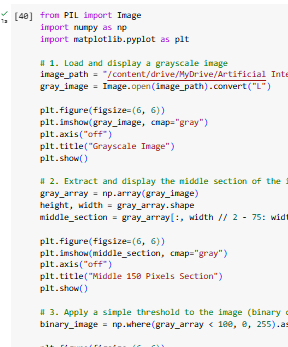 [40] from PIL import Image
1s import numpy as np
import matplotlib.pyplot as plt
# 1. Load and display a grayscale image
image_path = "/content/drive/MyDrive/Artificial Inte
gray_image = Image.open(image_path).convert("L")
plt.figure(figsize=(6, 6))
plt.imshow(gray_image, cmap="gray")
plt.axis("off")
plt.title("Grayscale Image")
plt.show()
# 2. Extract and display the middle section of the i
gray_array = np.array(gray_image)
height, width = gray_array.shape
middle_section = gray_array[:, width // 2 - 75: widt
plt.figure(figsize=(6, 6))
plt.imshow(middle_section, cmap="gray")
plt.axis("off")
plt.title("Middle 150 Pixels Section")
plt.show()
# 3. Apply a simple threshold to the image (binary c
binary_image = np.where(gray_array < 100, 0, 255).as